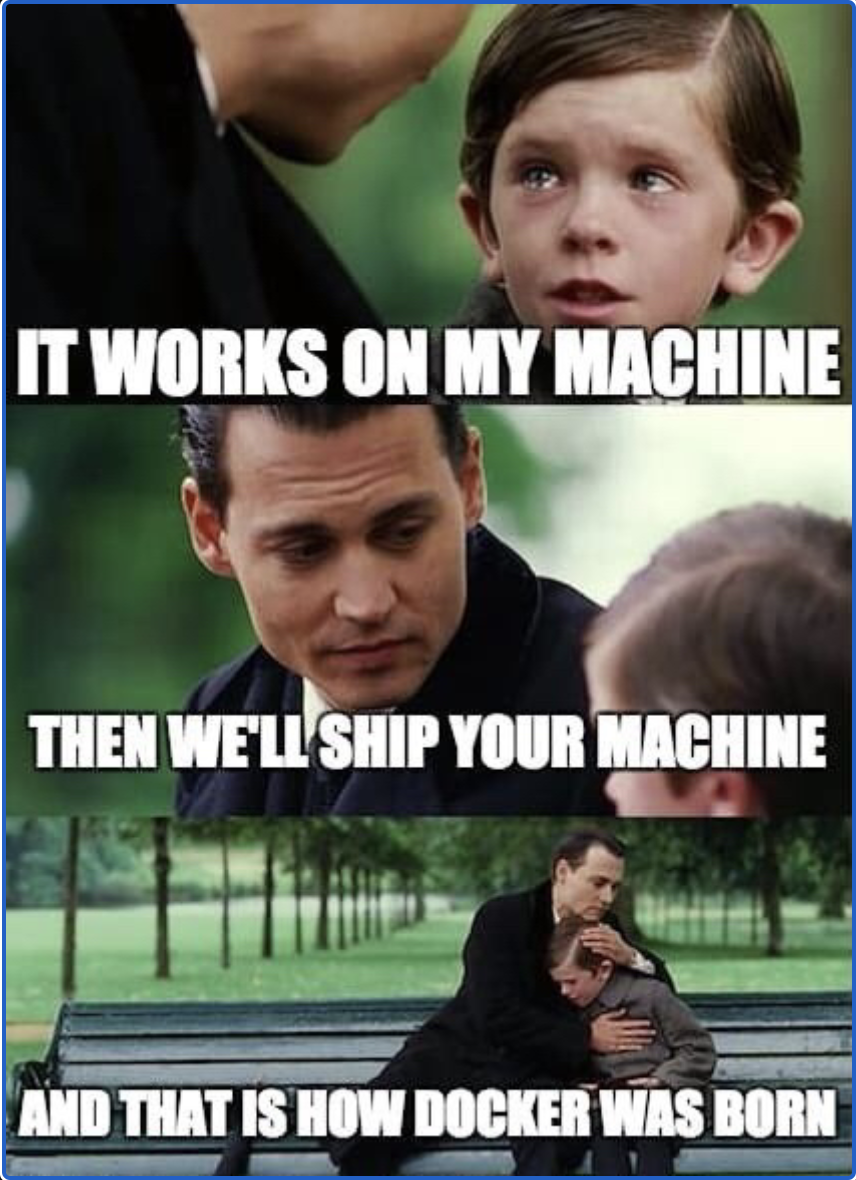 IT WORKS ON MY MACHINE
THEN WE'LL SHIP YOUR MACHINE
AND THAT IS HOW DOCKER WAS BORN